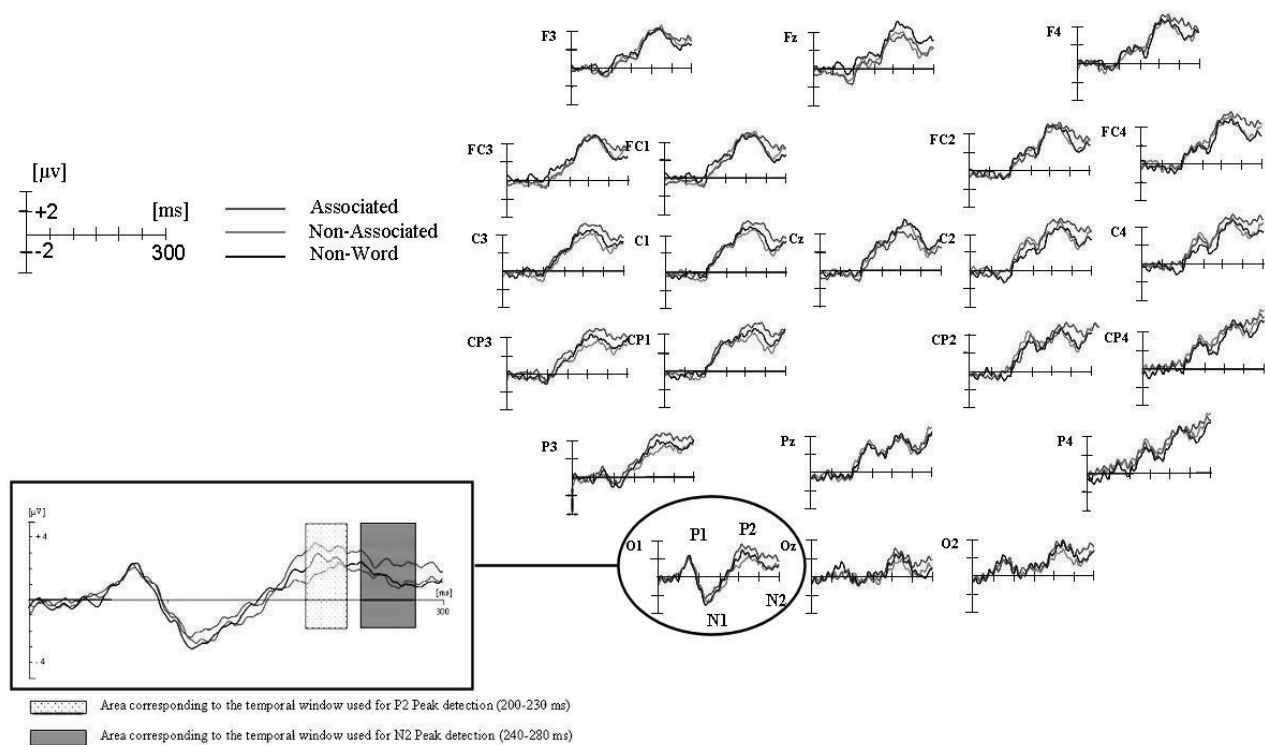 F3
Fz
F4
FC3
FC1
FC2
FC4
[µv]
+2
[ms]
-2
300
Associated
Non-Associated
Non-Word
C3
C1
Cz
C2
C4
CP3
CP1
CP2
CP4
P3
Pz
P4
[µV]
+4
[ms]
300
-4
O1
P1
P2
N1
N2
Oz
O2
Area corresponding to the temporal window used for P2 Peak detection (200-230 ms)
Area corresponding to the temporal window used for N2 Peak detection (240-280 ms)